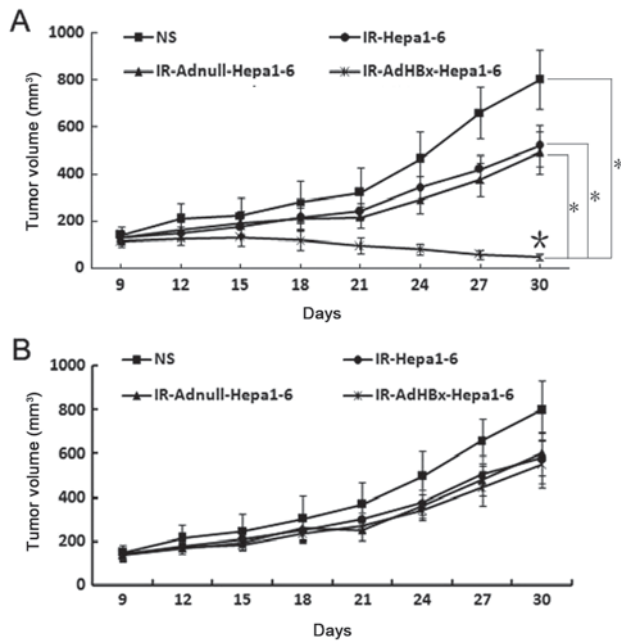 A
NS
IR-Hepa1-6
IR-Adnull-Hepa1-6
IR-AdHBx-Hepa1-6
Tumor volume (mm³)
1000
800
600
400
200
0
9 12 15 18 21 24 27 30
Days
*
*
*
*
B
NS
IR-Hepa1-6
IR-Adnull-Hepa1-6
IR-AdHBx-Hepa1-6
Tumor volume (mm³)
1000
800
600
400
200
0
9 12 15 18 21 24 27 30
Days